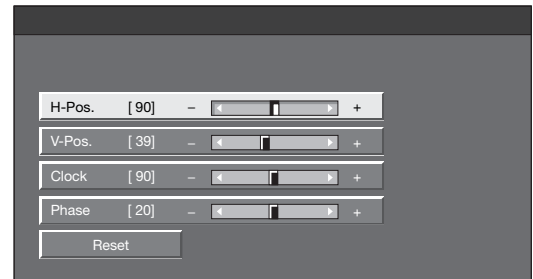 H-Pos. [ 90] – +
V-Pos. [ 39] – +
Clock [ 90] – +
Phase [ 20] – +
Reset